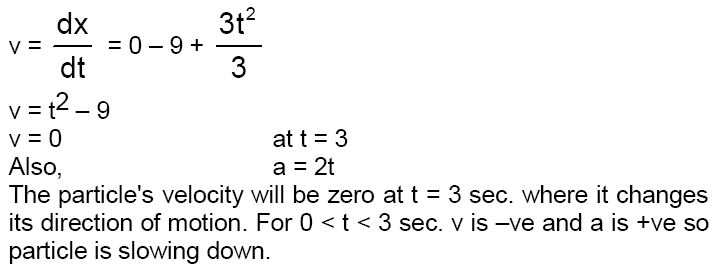 v = dx/dt = 0 – 9 + 3t²/3
v = t² – 9
v = 0 at t = 3
Also, a = 2t
The particle's velocity will be zero at t = 3 sec. where it changes
its direction of motion. For 0 < t < 3 sec. v is –ve and a is +ve so
particle is slowing down.